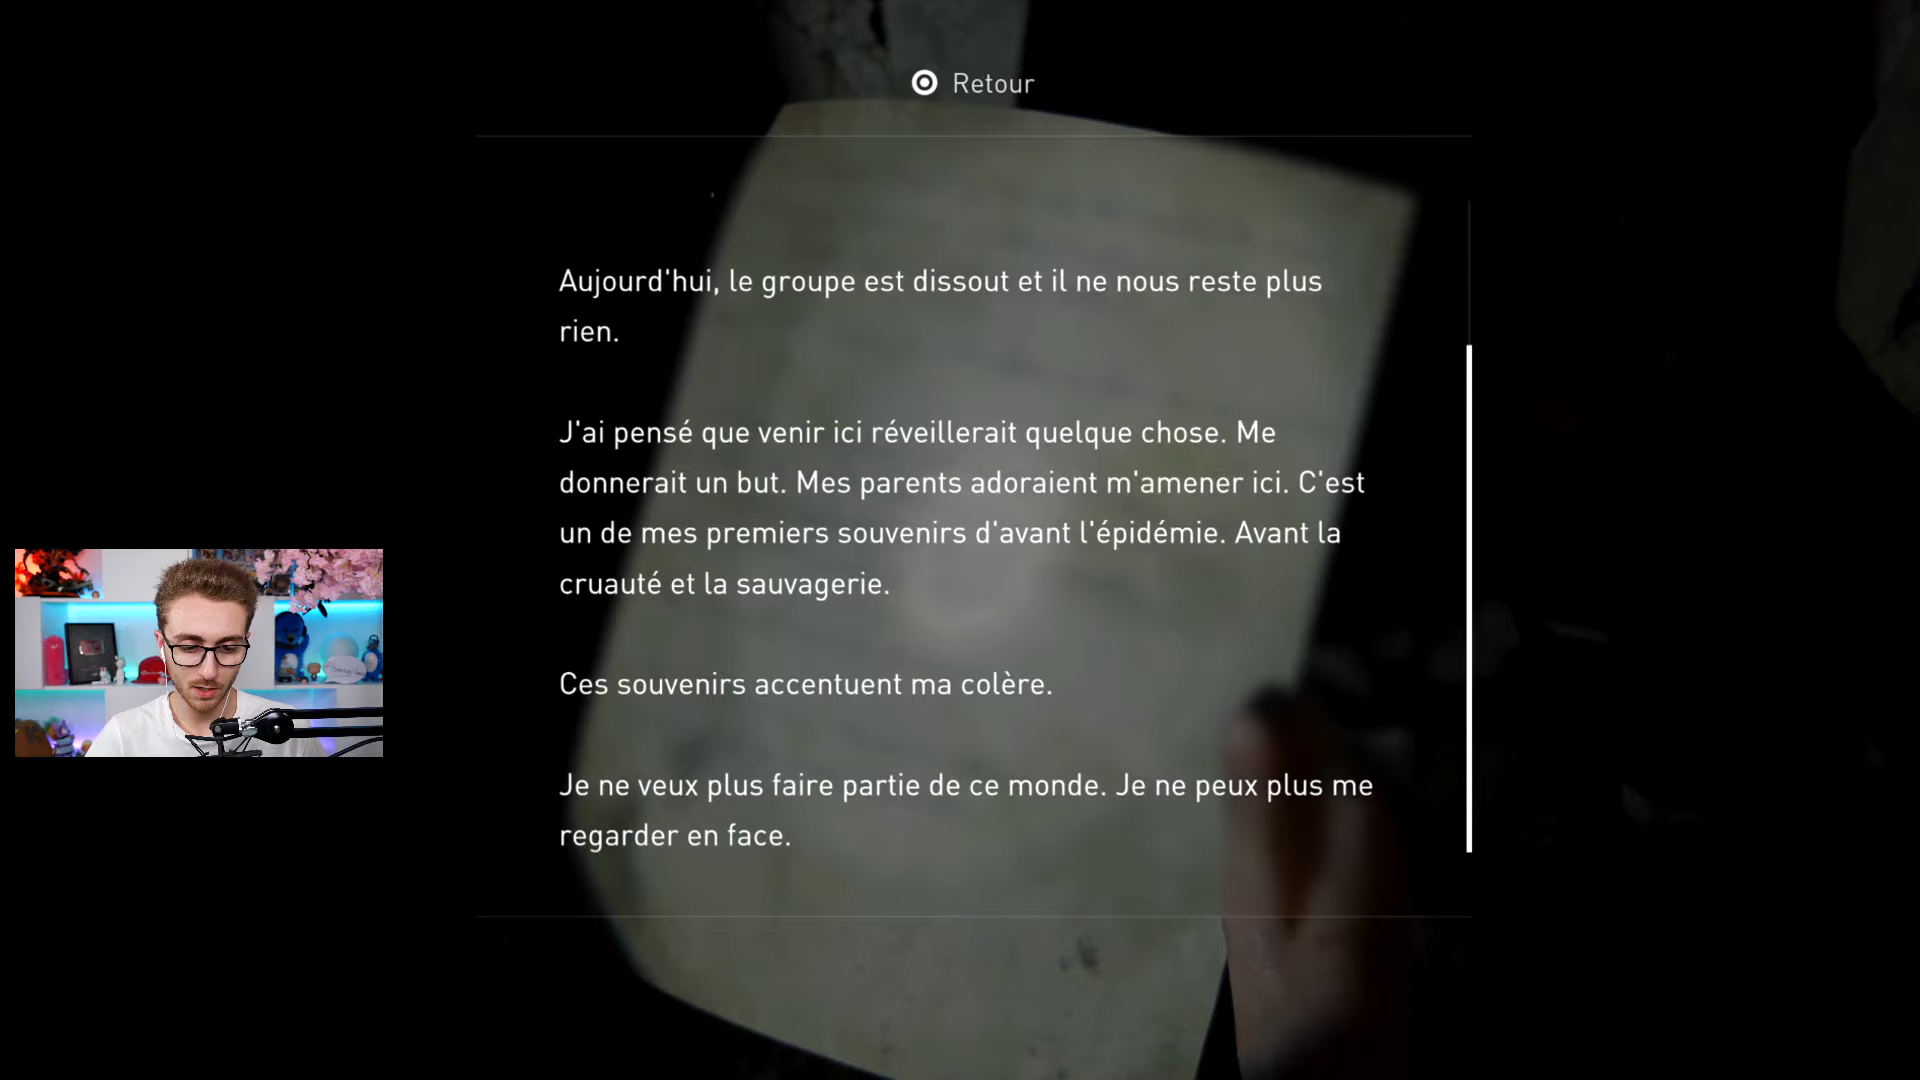 Retour
Aujourd'hui, le groupe est dissout et il ne nous reste plus
rien.
J'ai pensé que venir ici réveillerait quelque chose. Me
donnerait un but. Mes parents adoraient m'amener ici. C'est
un de mes premiers souvenirs d'avant l'épidémie. Avant la
cruauté et la sauvagerie.
Ces souvenirs accentuent ma colère.
Je ne veux plus faire partie de ce monde. Je ne peux plus me
regarder en face.